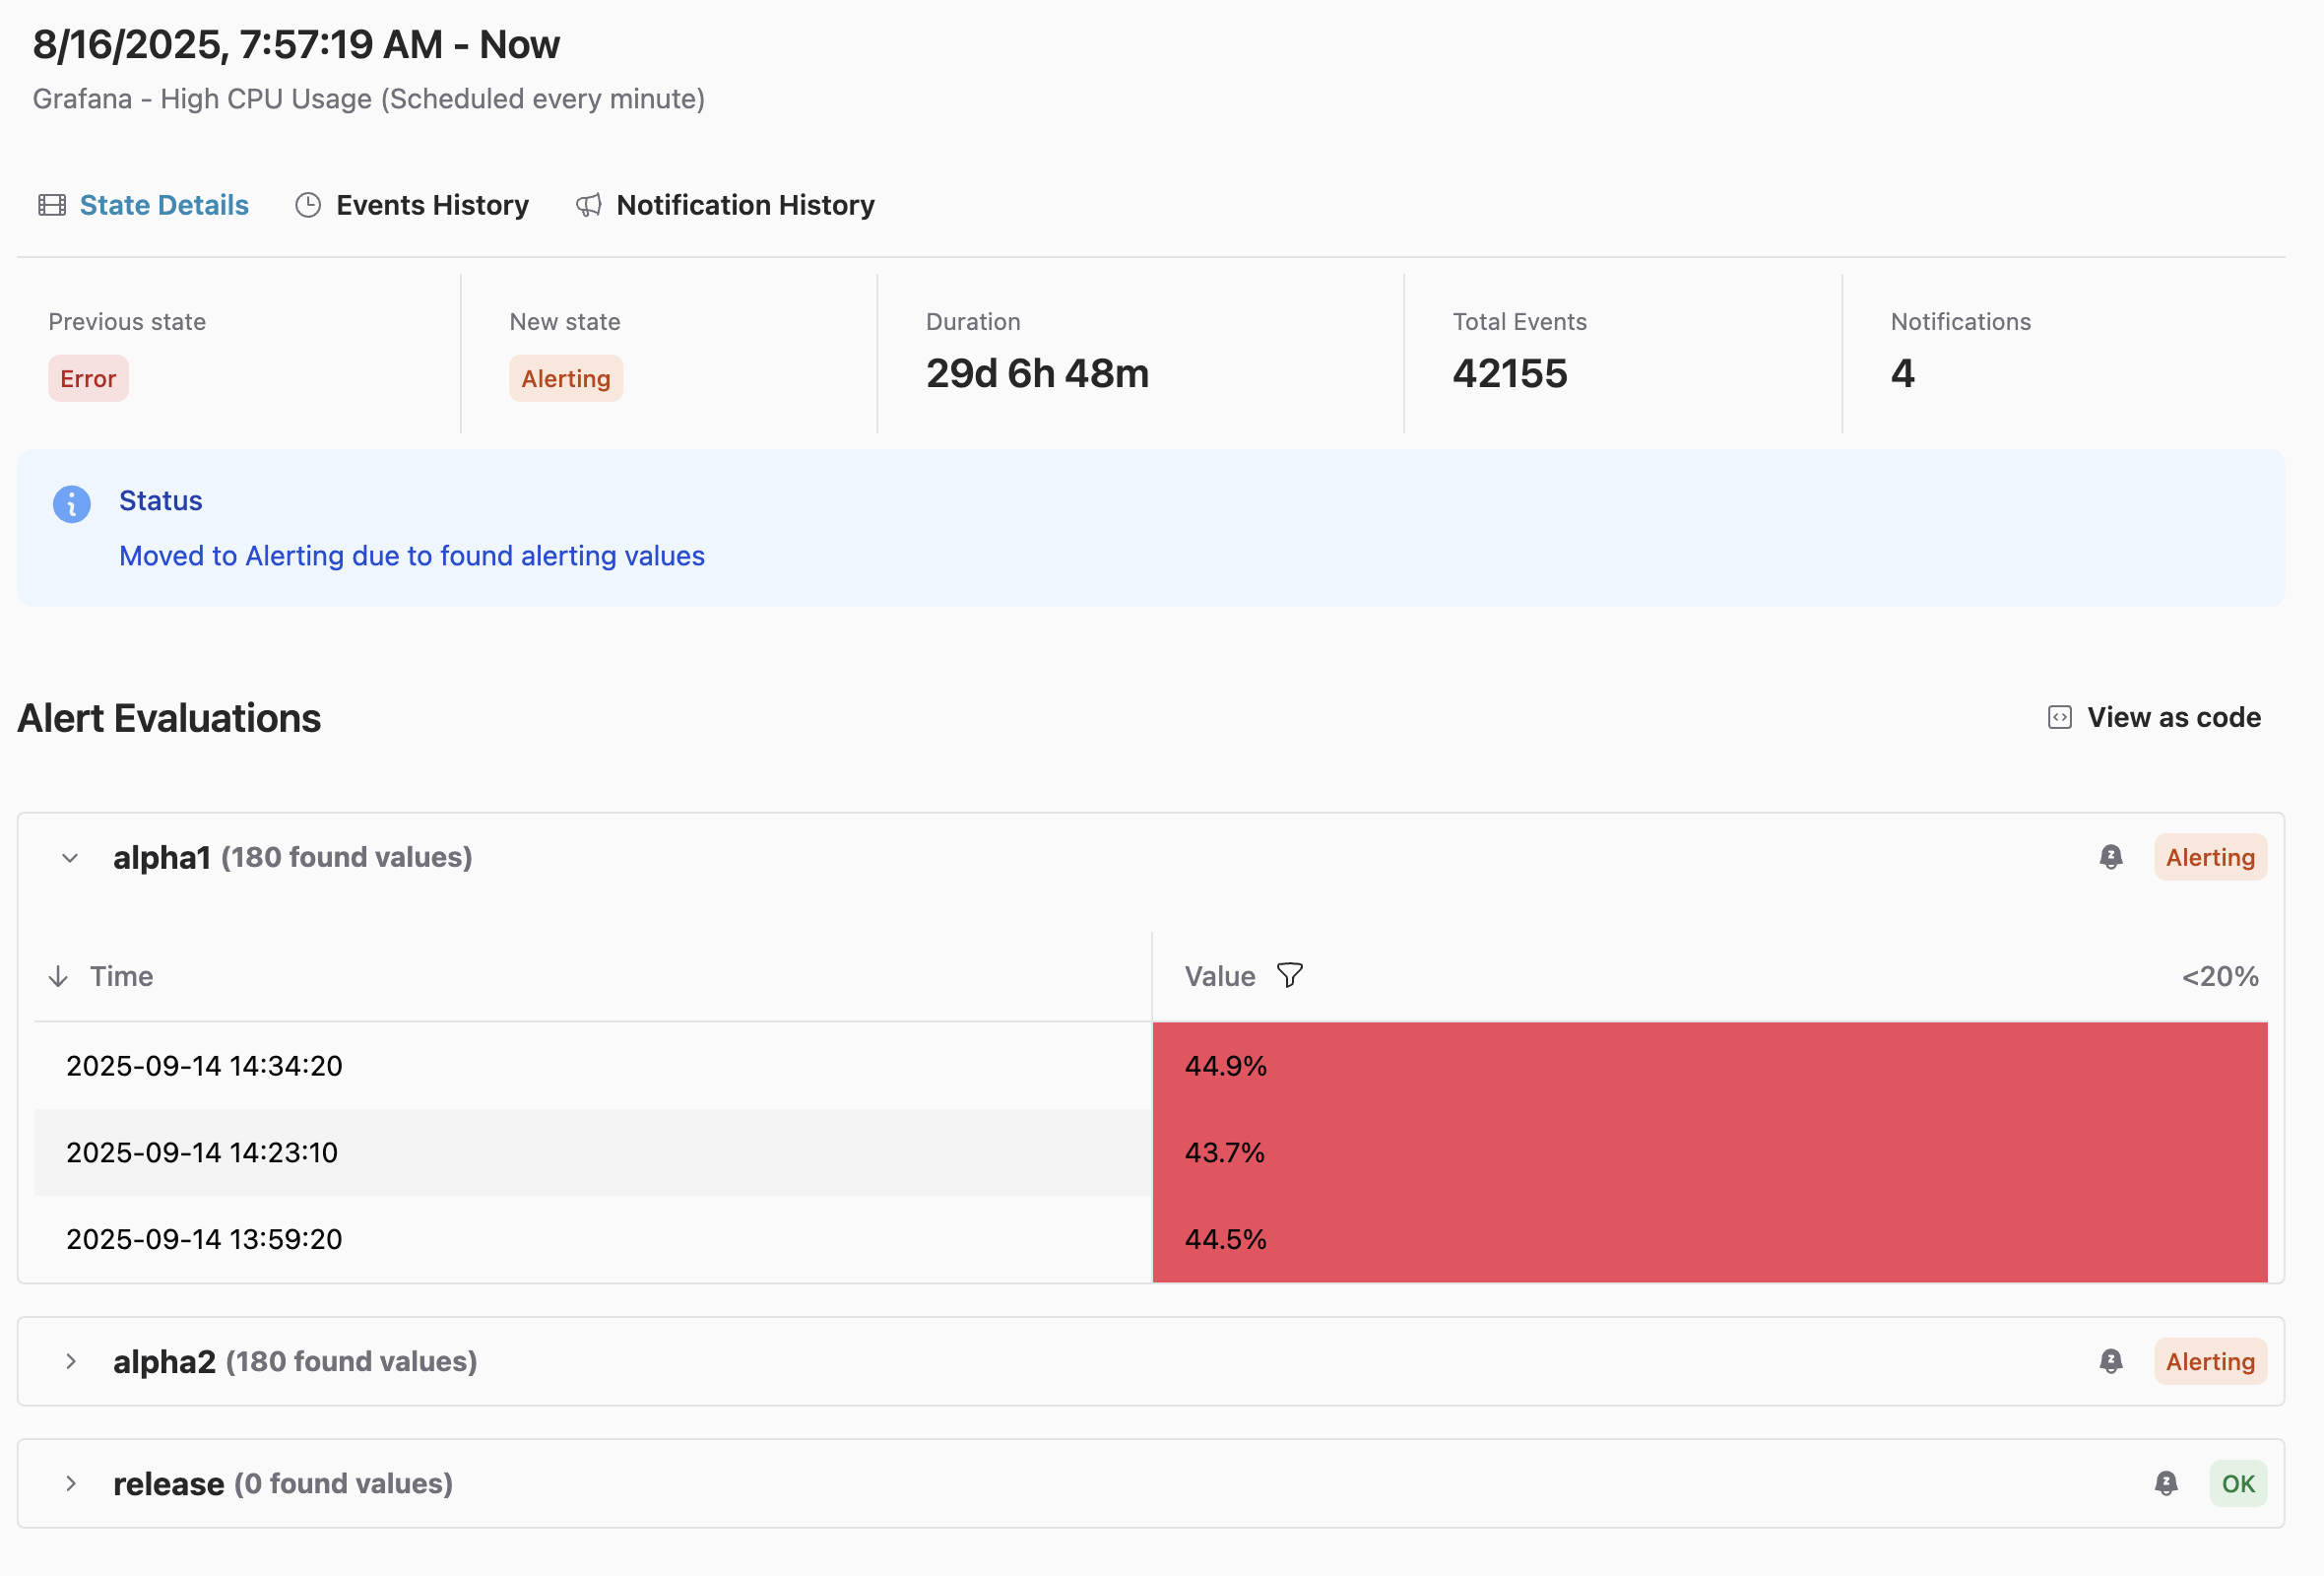 8/16/2025, 7:57:19 AM - Now
Grafana - High CPU Usage (Scheduled every minute)
State Details
Events History
Notification History
Previous state
Error
New state
Alerting
Duration
29d 6h 48m
Total Events
42155
Notifications
4
Status
Moved to Alerting due to found alerting values
Alert Evaluations
View as code
alpha1 (180 found values)
Alerting
Time
Value
<20%
2025-09-14 14:34:20
44.9%
2025-09-14 14:23:10
43.7%
2025-09-14 13:59:20
44.5%
alpha2 (180 found values)
Alerting
release (0 found values)
OK